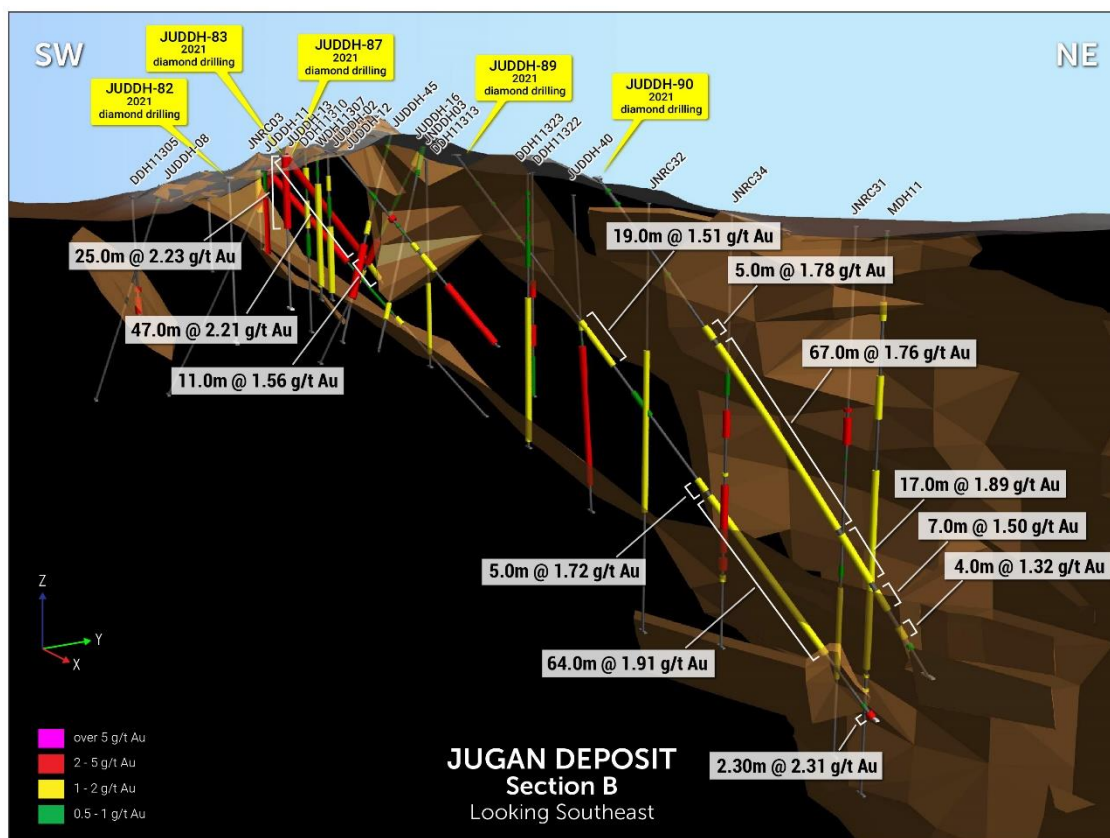 SW
NE
JUDDH-82
2021
diamond drilling
JUDDH-83
2021
diamond drilling
JUDDH-87
2021
diamond drilling
JUDDH-89
2021
diamond drilling
JUDDH-90
2021
diamond drilling
DDH11305
JUDDH-08
JNRC03
JUDDH-11
JUDDH-13
DDH11310
WDH11307
JUDDH-02
JUDDH-12
JUDDH-45
JUDDH-16
JNDDH03
DDH11313
DDH11323
DDH11322
JUDDH-40
JNRC32
JNRC34
JNRC31
MDH11
25.0m @ 2.23 g/t Au
47.0m @ 2.21 g/t Au
11.0m @ 1.56 g/t Au
19.0m @ 1.51 g/t Au
5.0m @ 1.78 g/t Au
67.0m @ 1.76 g/t Au
17.0m @ 1.89 g/t Au
7.0m @ 1.50 g/t Au
4.0m @ 1.32 g/t Au
5.0m @ 1.72 g/t Au
64.0m @ 1.91 g/t Au
2.30m @ 2.31 g/t Au
Z
Y
X
over 5 g/t Au
2 - 5 g/t Au
1 - 2 g/t Au
0.5 - 1 g/t Au
JUGAN DEPOSIT
Section B
Looking Southeast